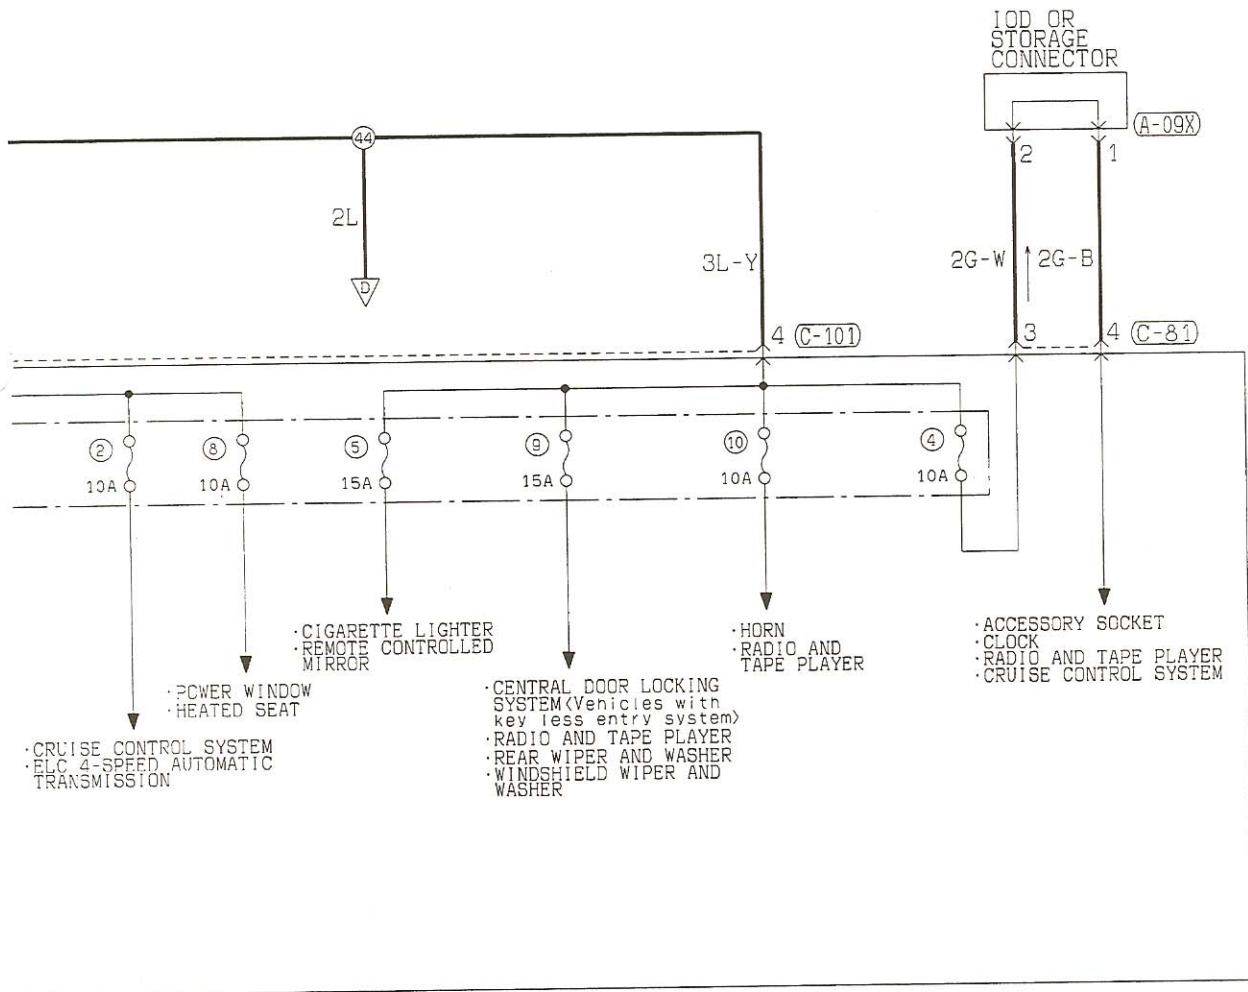 IOD OR
STORAGE
CONNECTOR
A-09X
2
1
44
2L
D
3L-Y
2G-W
2G-B
4
C-101
3
4
C-81
2
8
5
9
10
4
10A
10A
15A
15A
10A
10A
·CIGARETTE LIGHTER
·REMOTE CONTROLLED
MIRROR
·HORN
·RADIO AND
TAPE PLAYER
·ACCESSORY SOCKET
·CLOCK
·RADIO AND TAPE PLAYER
·CRUISE CONTROL SYSTEM
·POWER WINDOW
·HEATED SEAT
·CENTRAL DOOR LOCKING
SYSTEM<Vehicles with
key less entry system>
·RADIO AND TAPE PLAYER
·REAR WIPER AND WASHER
·WINDSHIELD WIPER AND
WASHER
·CRUISE CONTROL SYSTEM
·ELC 4-SPEED AUTOMATIC
TRANSMISSION